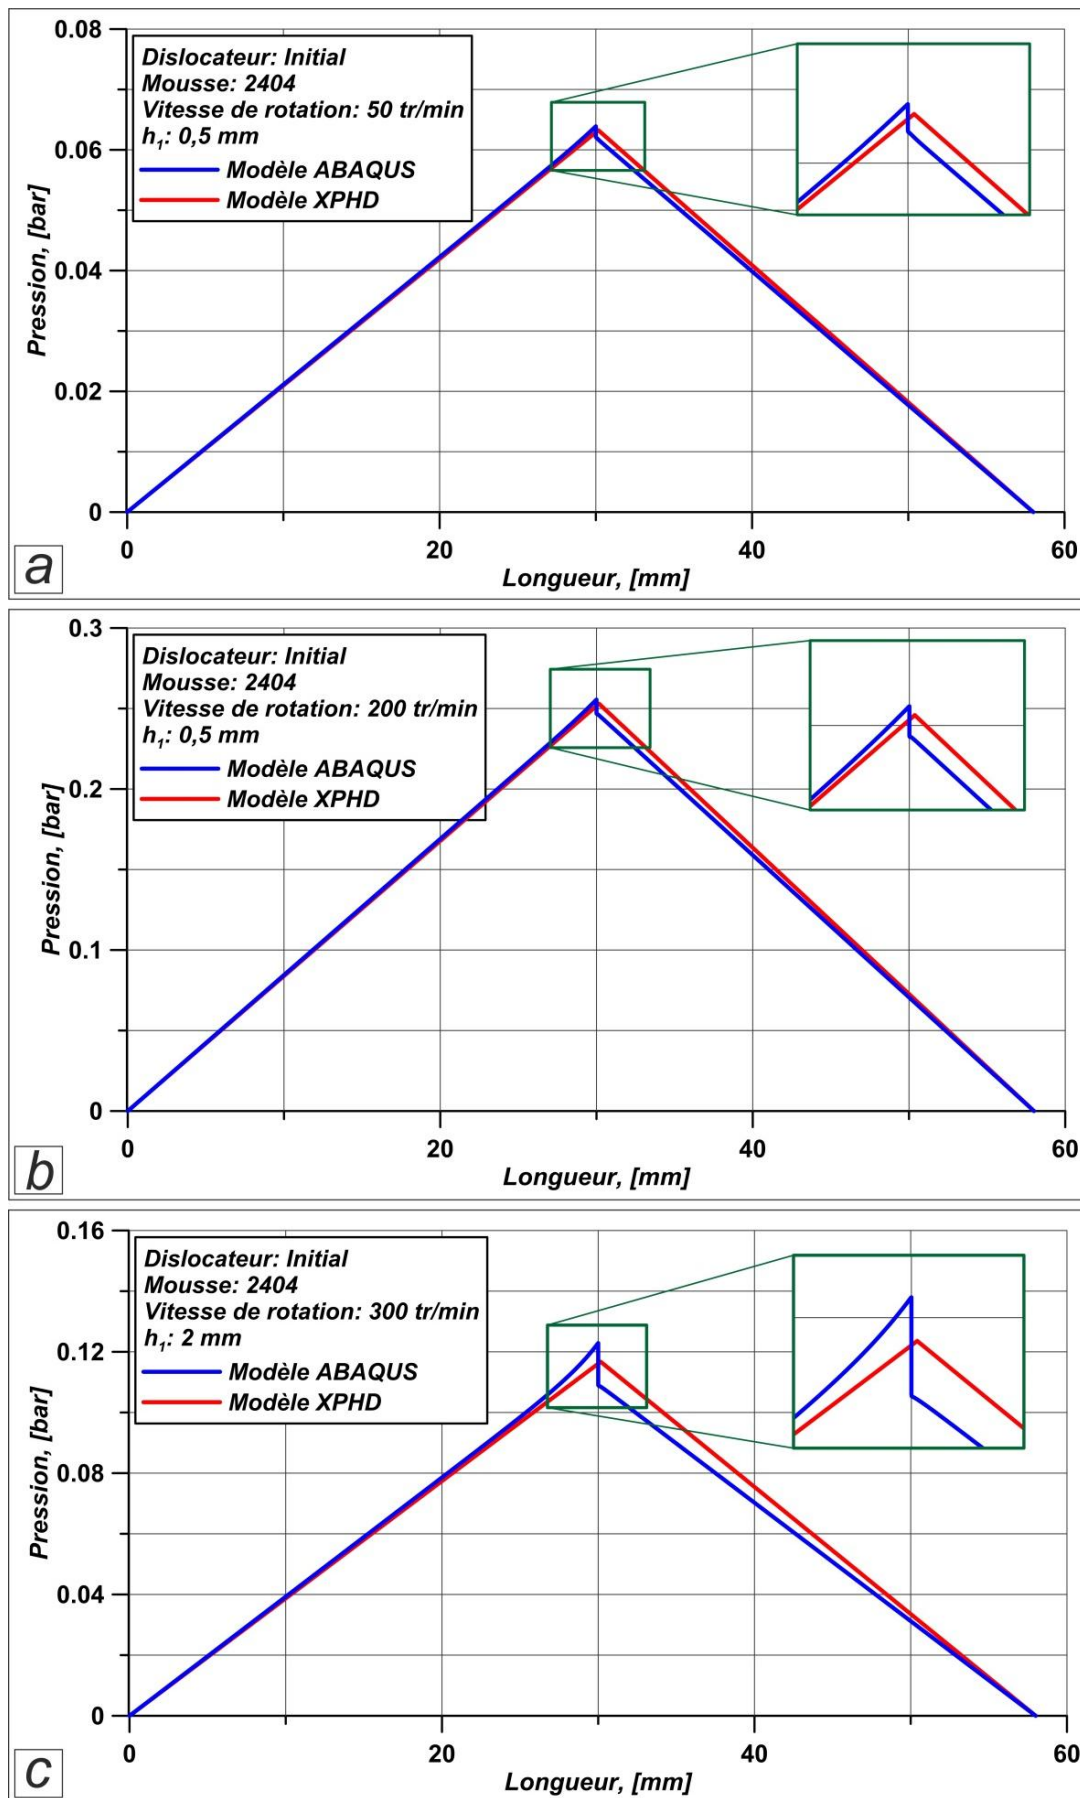 0.08
Dislocateur: Initial
Mousse: 2404
Vitesse de rotation: 50 tr/min
h₁: 0,5 mm
Modèle ABAQUS
Modèle XPHD
0.06
0.04
0.02
0
Pression, [bar]
0 20 40 60
Longueur, [mm]
a
0.3
Dislocateur: Initial
Mousse: 2404
Vitesse de rotation: 200 tr/min
h₁: 0,5 mm
Modèle ABAQUS
Modèle XPHD
0.2
0.1
0
Pression, [bar]
0 20 40 60
Longueur, [mm]
b
0.16
Dislocateur: Initial
Mousse: 2404
Vitesse de rotation: 300 tr/min
h₁: 2 mm
Modèle ABAQUS
Modèle XPHD
0.12
0.08
0.04
0
Pression, [bar]
0 20 40 60
Longueur, [mm]
c